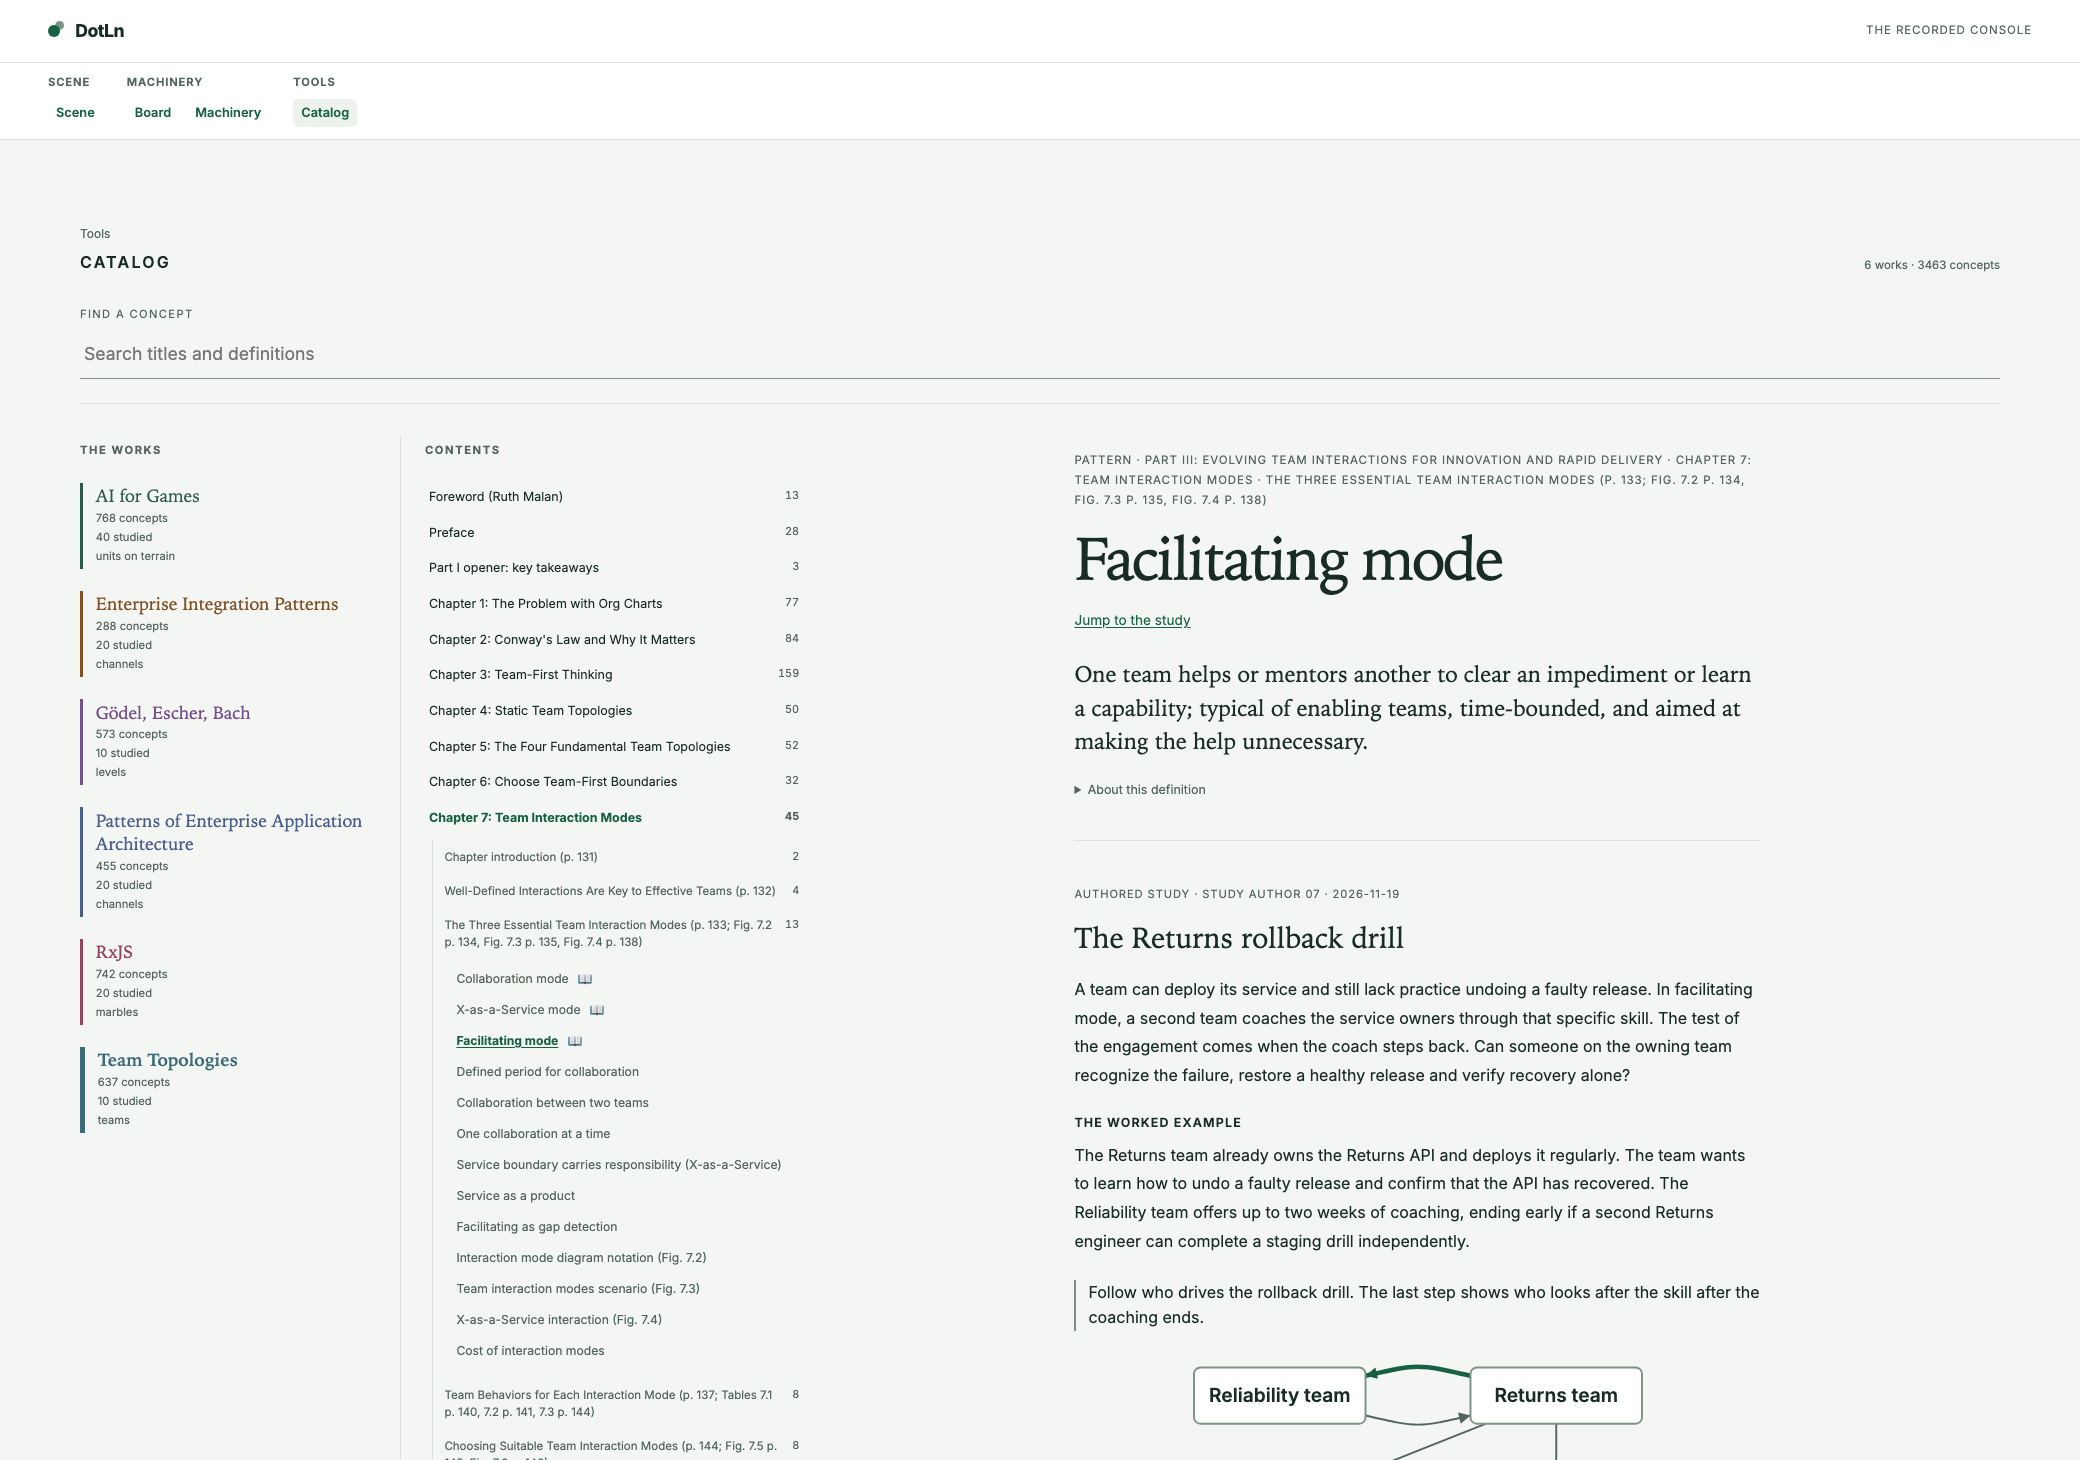 DotLn
THE RECORDED CONSOLE
SCENE
MACHINERY
TOOLS
Scene
Board
Machinery
Catalog
Tools
CATALOG
6 works · 3463 concepts
FIND A CONCEPT
Search titles and definitions
THE WORKS
AI for Games
768 concepts
40 studied
units on terrain
Enterprise Integration Patterns
288 concepts
20 studied
channels
Gödel, Escher, Bach
573 concepts
10 studied
levels
Patterns of Enterprise Application
Architecture
455 concepts
20 studied
channels
RxJS
742 concepts
20 studied
marbles
Team Topologies
637 concepts
10 studied
teams
CONTENTS
Foreword (Ruth Malan) 13
Preface 28
Part I opener: key takeaways 3
Chapter 1: The Problem with Org Charts 77
Chapter 2: Conway's Law and Why It Matters 84
Chapter 3: Team-First Thinking 159
Chapter 4: Static Team Topologies 50
Chapter 5: The Four Fundamental Team Topologies 52
Chapter 6: Choose Team-First Boundaries 32
Chapter 7: Team Interaction Modes 45
Chapter introduction (p. 131) 2
Well-Defined Interactions Are Key to Effective Teams (p. 132) 4
The Three Essential Team Interaction Modes (p. 133; Fig. 7.2 13
p. 134, Fig. 7.3 p. 135, Fig. 7.4 p. 138)
Collaboration mode
X-as-a-Service mode
Facilitating mode
Defined period for collaboration
Collaboration between two teams
One collaboration at a time
Service boundary carries responsibility (X-as-a-Service)
Service as a product
Facilitating as gap detection
Interaction mode diagram notation (Fig. 7.2)
Team interaction modes scenario (Fig. 7.3)
X-as-a-Service interaction (Fig. 7.4)
Cost of interaction modes
Team Behaviors for Each Interaction Mode (p. 137; Tables 7.1 8
p. 140, 7.2 p. 141, 7.3 p. 144)
Choosing Suitable Team Interaction Modes (p. 144; Fig. 7.5 p. 8
PATTERN · PART III: EVOLVING TEAM INTERACTIONS FOR INNOVATION AND RAPID DELIVERY · CHAPTER 7:
TEAM INTERACTION MODES · THE THREE ESSENTIAL TEAM INTERACTION MODES (P. 133; FIG. 7.2 P. 134,
FIG. 7.3 P. 135, FIG. 7.4 P. 138)
Facilitating mode
Jump to the study
One team helps or mentors another to clear an impediment or learn
a capability; typical of enabling teams, time-bounded, and aimed at
making the help unnecessary.
About this definition
AUTHORED STUDY · STUDY AUTHOR 07 · 2026-11-19
The Returns rollback drill
A team can deploy its service and still lack practice undoing a faulty release. In facilitating
mode, a second team coaches the service owners through that specific skill. The test of
the engagement comes when the coach steps back. Can someone on the owning team
recognize the failure, restore a healthy release and verify recovery alone?
THE WORKED EXAMPLE
The Returns team already owns the Returns API and deploys it regularly. The team wants
to learn how to undo a faulty release and confirm that the API has recovered. The
Reliability team offers up to two weeks of coaching, ending early if a second Returns
engineer can complete a staging drill independently.
Follow who drives the rollback drill. The last step shows who looks after the skill after the
coaching ends.
Reliability team
Returns team